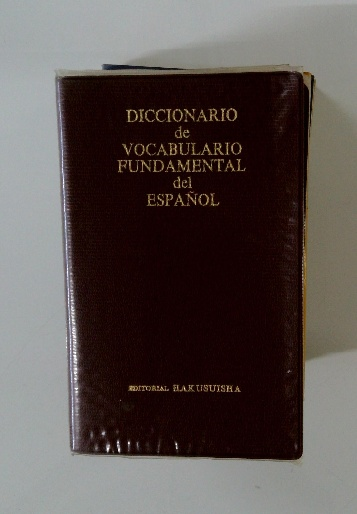 DICCIONARIO
de
VOCABULARIO
FUNDAMENTAL
del
ESPAÑOL
EDITORIAL HAKUSUISHA